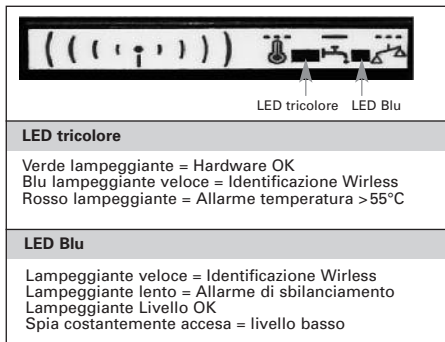 LED tricolore LED Blu
LED tricolore
Verde lampeggiante = Hardware OK
Blu lampeggiante veloce = Identificazione Wirless
Rosso lampeggiante = Allarme temperatura >55°C
LED Blu
Lampeggiante veloce = Identificazione Wirless
Lampeggiante lento = Allarme di sbilanciamento
Lampeggiante Livello OK
Spia costantemente accesa = livello basso